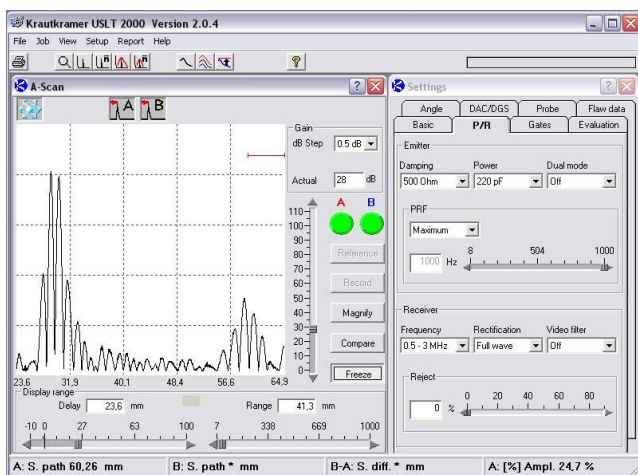 Krautkramer USLT 2000 Version 2.0.4
File Job View Setup Report Help
A-Scan
A B
Gain
dB Step 0.5 dB
Actual 28 dB
A B
110
100
90
80
70
60
50
40
30
20
10
0
Reference
Record
Magnify
Compare
Freeze
23,6 31,9 40,1 48,4 56,6 64,9
Display range
Delay 23,6 mm Range 41,3 mm
-10 0 27 63 100 7 338 669 1000
Settings
Angle DAC/DGS Probe Flaw data
Basic P/R Gates Evaluation
Emitter
Damping Power Dual mode
500 Ohm 220 pF Off
PRF
Maximum
8 504 1000
1000 Hz
Receiver
Frequency Rectification Video filter
0.5 - 3 MHz Full wave Off
Reject
0 20 40 60 80
0 %
A: S. path 60,26 mm B: S. path * mm B-A: S. diff. * mm A: [%] Ampl. 24,7 %